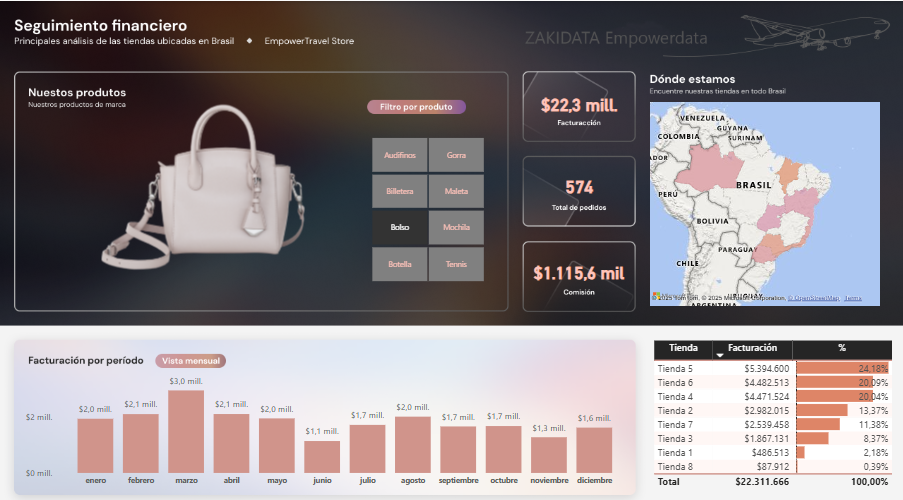 Seguimiento financiero
Principales análisis de las tiendas ubicadas en Brasil ◆ EmpowerTravel Store
ZAKIDATA Empowerdata
Nuestos produtos
Nuestros productos de marca
Filtro por produto
Audifinos Gorra
Billetera Maleta
Bolso Mochila
Botella Tennis
$22,3 mill.
Facturacción
574
Total de pedidos
$1.115,6 mil
Comisión
Dónde estamos
Encuentre nuestras tiendas en todo Brasil
VENEZUELA
GUYANA
SURINAM
COLOMBIA
ADOR
BRASIL
PERÚ
BOLIVIA
PARAGUAY
CHILE
URUGUAY
ARGENTINA
© 2025 TomTom, © 2025 Microsoft Corporation, © OpenStreetMap Terms
Facturación por período Vista mensual
$2 mill.
$0 mill.
$2,0 mill.
$2,1 mill.
$3,0 mill.
$2,1 mill.
$2,0 mill.
$1,1 mill.
$1,7 mill.
$2,0 mill.
$1,7 mill.
$1,7 mill.
$1,3 mill.
$1,6 mill.
enero febrero marzo abril mayo junio julio agosto septiembre octubre noviembre diciembre
Tienda Facturación %
Tienda 5 $5.394.600 24,18%
Tienda 6 $4.482.513 20,09%
Tienda 4 $4.471.524 20,04%
Tienda 2 $2.982.015 13,37%
Tienda 7 $2.539.458 11,38%
Tienda 3 $1.867.131 8,37%
Tienda 1 $486.513 2,18%
Tienda 8 $87.912 0,39%
Total $22.311.666 100,00%